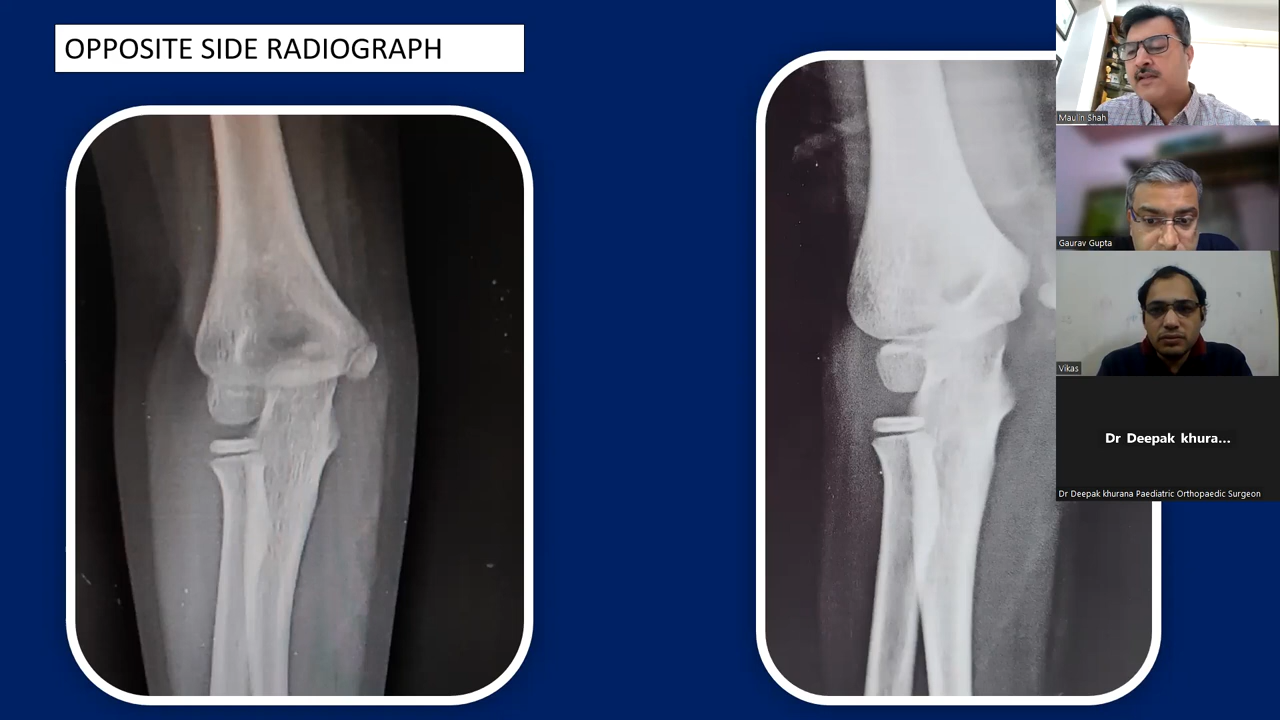 OPPOSITE SIDE RADIOGRAPH
Maulin Shah
Gaurav Gupta
Vikas
Dr Deepak khura...
Dr Deepak khurana Paediatric Orthopaedic Surgeon